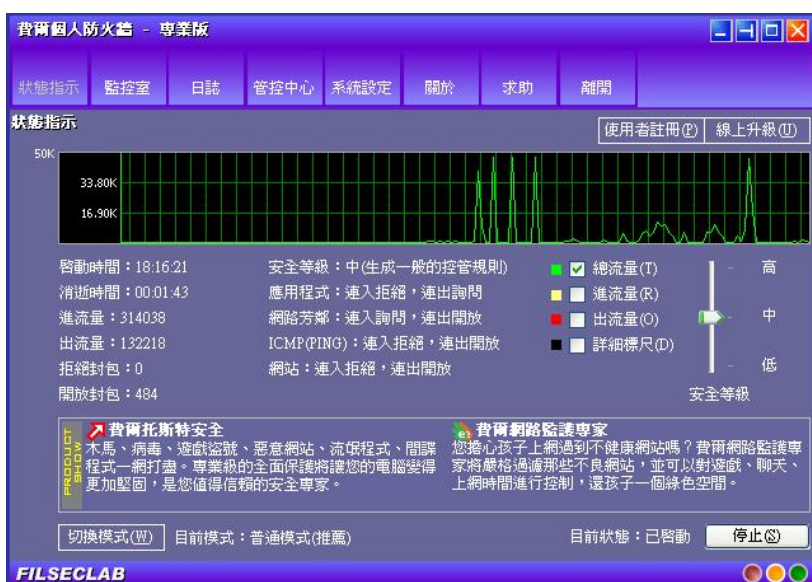 費爾個人防火牆 - 專業版
狀態指示 監控室 日誌 管控中心 系統設定 關於 求助 離開
狀態指示
使用者註冊(P) 線上升級(U)
50K
33.80K
16.90K
啓動時間：18:16:21 安全等級：中(生成一般的控管規則) 總流量(T) 高
消逝時間：00:01:43 應用程式：連入拒絕，連出詢問 進流量(R)
進流量：314038 網路芳鄰：連入詢問，連出開放 出流量(O) 中
出流量：132218 ICMP(PING)：連入拒絕，連出開放 詳細標尺(D)
拒絕封包：0 網站：連入拒絕，連出開放 低
開放封包：484 安全等級
PRODUCT SHOW
費爾托斯特安全
木馬、病毒、遊戲盜號、惡意網站、流氓程式、間諜
程式一網打盡。專業級的全面保護將讓您的電腦變得
更加堅固，是您值得信賴的安全專家。
費爾網路監護專家
您擔心孩子上網遇到不健康網站嗎？費爾網路監護專
家將嚴格過濾那些不良網站，並可以對遊戲、聊天、
上網時間進行控制，還孩子一個綠色空間。
切換模式(W) 目前模式：普通模式(推薦) 目前狀態：已啓動 停止(S)
FILSECLAB